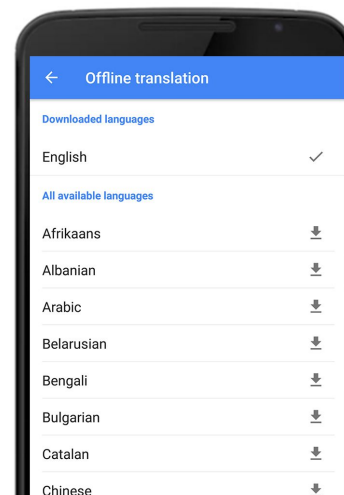 Offline translation
Downloaded languages
English
All available languages
Afrikaans
Albanian
Arabic
Belarusian
Bengali
Bulgarian
Catalan
Chinese